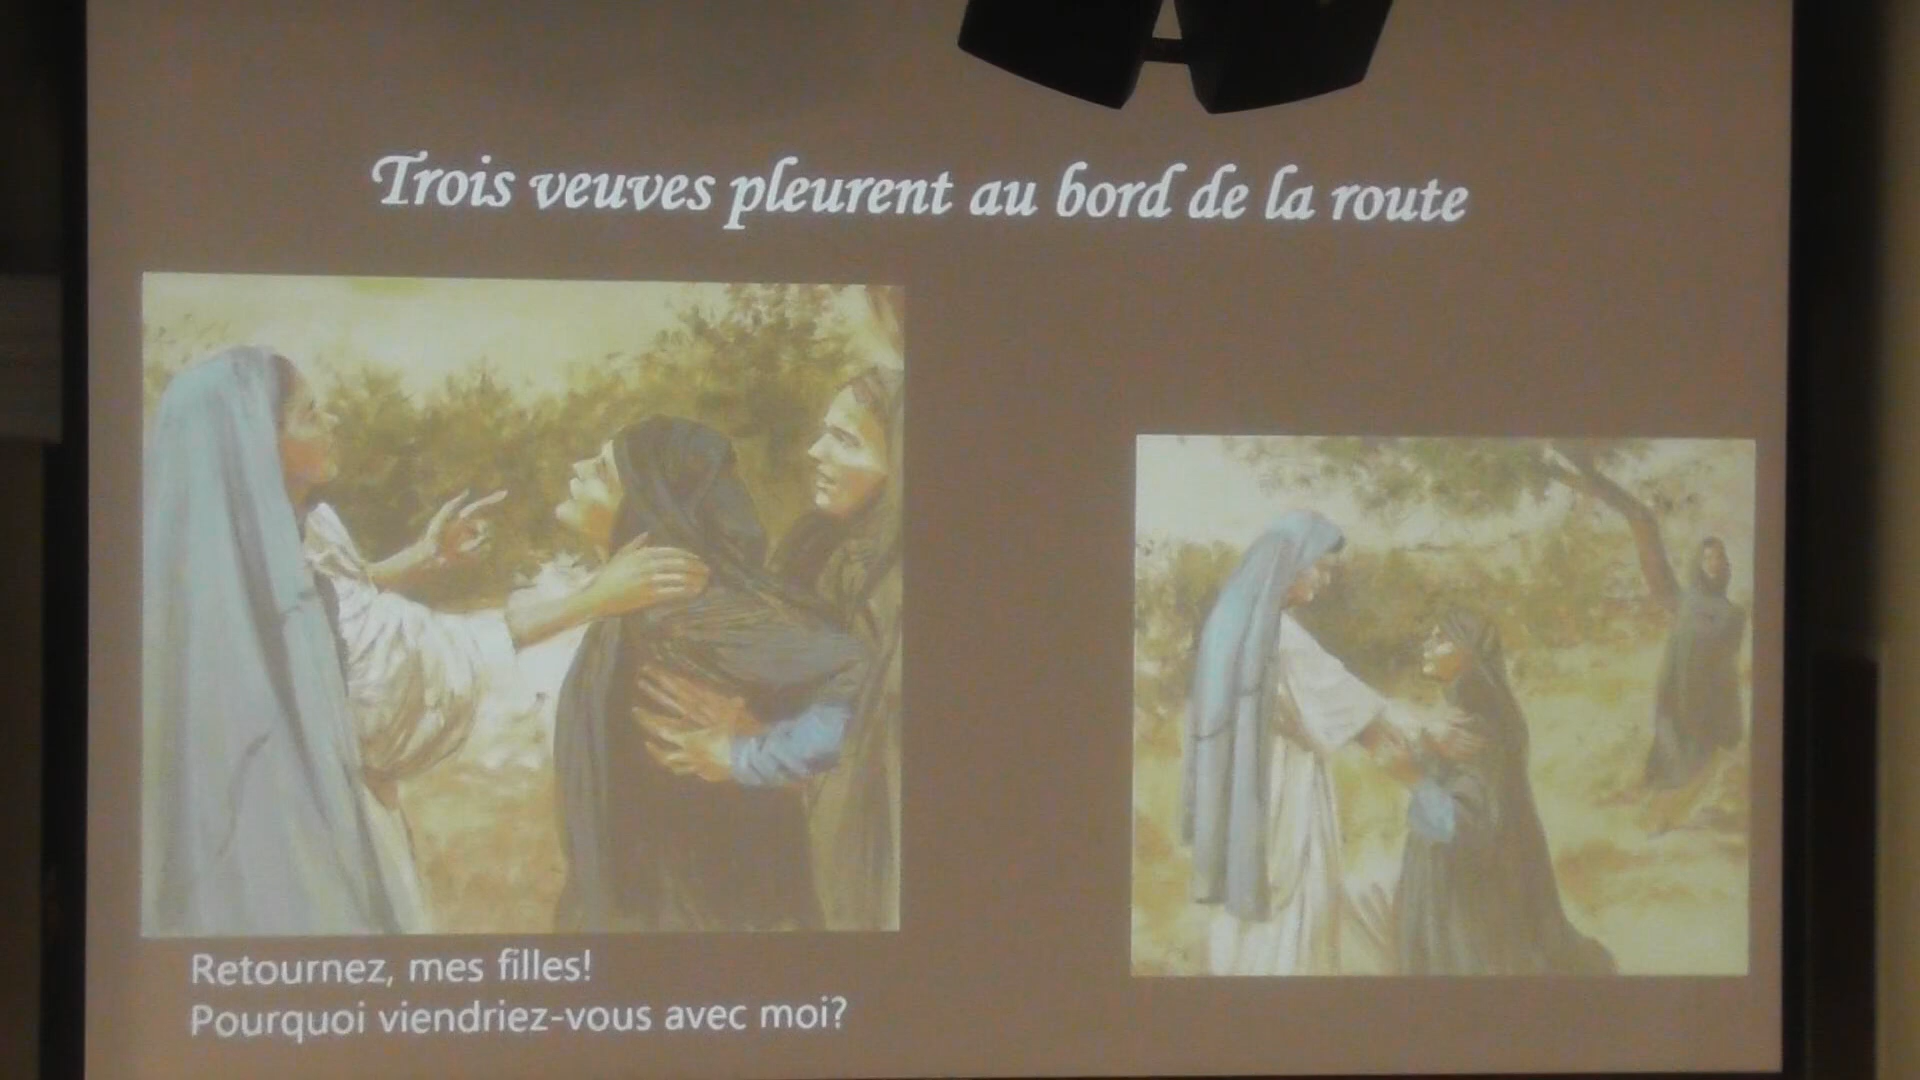 Trois veuves pleurent au bord de la route
Retournez, mes filles!
Pourquoi viendriez-vous avec moi?